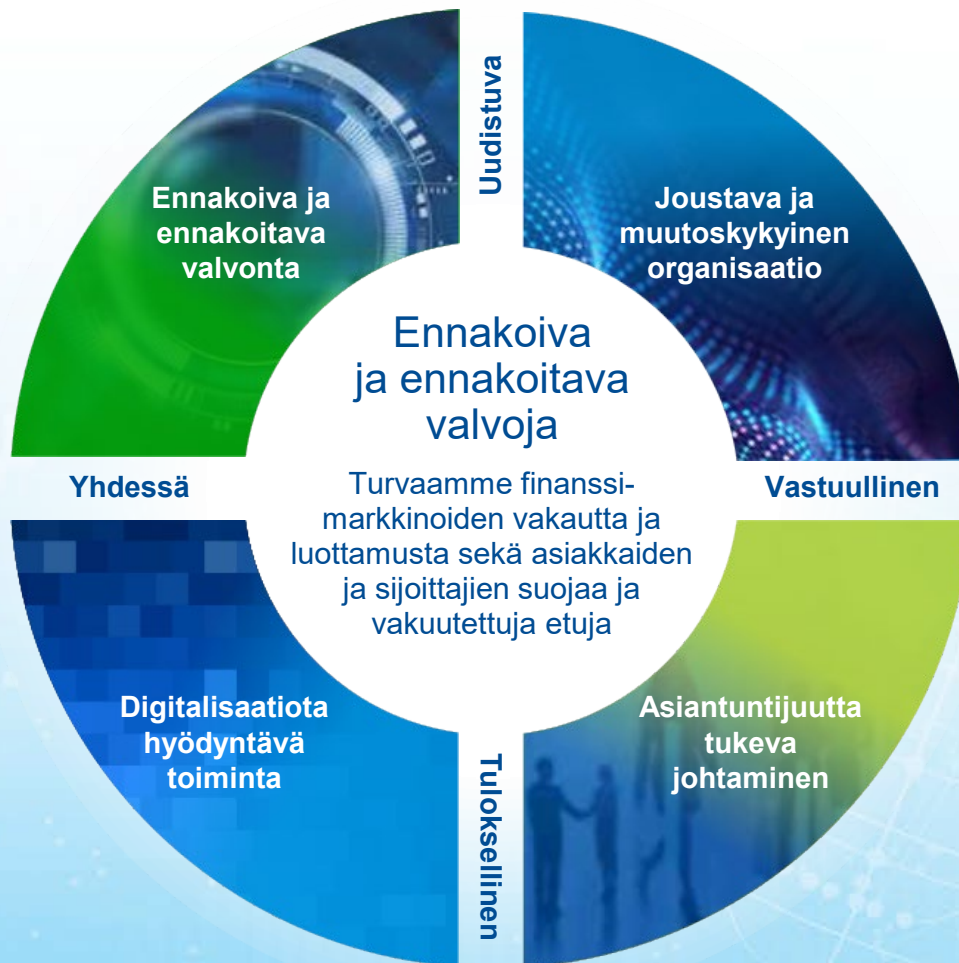 Uudistuva
Ennakoiva ja
ennakoitava
valvonta
Joustava ja
muutoskykyinen
organisaatio
Ennakoiva
ja ennakoitava
valvoja
Yhdessä
Turvaamme finanssi-
markkinoiden vakautta ja
luottamusta sekä asiakkaiden
ja sijoittajien suojaa ja
vakuutettuja etuja
Vastuullinen
Digitalisaatiota
hyödyntävä
toiminta
Asiantuntijuutta
tukeva
johtaminen
Tuloksellinen